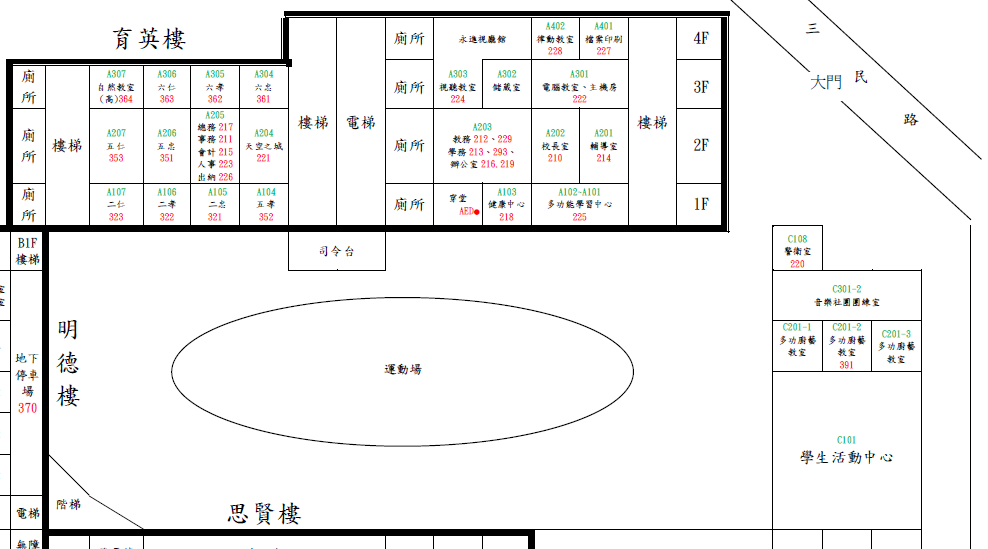 育英樓
廁所
永進視聽館
A402
律動教室
228
A401
檔案印刷
227
4F
三
民
路
大門
廁
所
A307
自然教室
(高)364
A306
六仁
363
A305
六孝
362
A304
六忠
361
廁所
A303
視聽教室
224
A302
儲藏室
A301
電腦教室、主機房
222
3F
廁
所
樓梯
A207
五仁
353
A206
五忠
351
A205
總務 217
事務 211
會計 215
人事 223
出納 226
A204
天空之城
221
樓梯
電梯
廁所
A203
教務 212、229
學務 213、293、
辦公室 216.219
A202
校長室
210
A201
輔導室
214
樓梯
2F
廁
所
A107
二仁
323
A106
二孝
322
A105
二忠
321
A104
五孝
352
廁所
穿堂
AED
A103
健康中心
218
A102~A101
多功能學習中心
225
1F
B1F
樓梯
司令台
C108
警衛室
220
C301-2
音樂社團團練室
明德樓
地下
停車
場
370
運動場
C201-1
多功廚藝
教室
C201-2
多功廚藝
教室
391
C201-3
多功廚藝
教室
C101
學生活動中心
階梯
電梯
思賢樓
無障